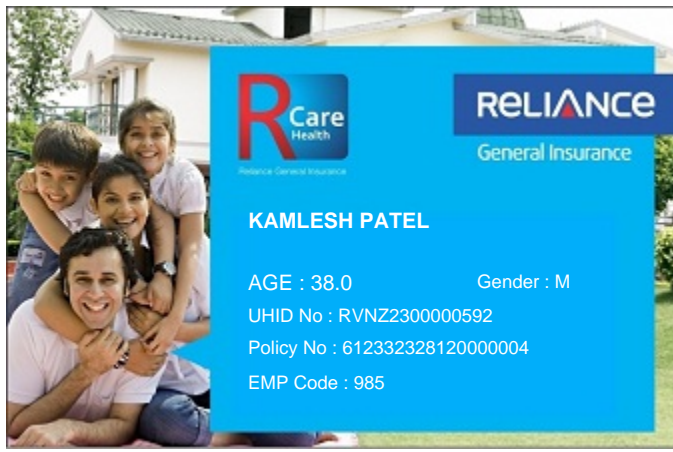 R Care
Health
Reliance General Insurance
RELIANCE
General Insurance
KAMLESH PATEL
AGE : 38.0 Gender : M
UHID No : RVNZ2300000592
Policy No : 612332328120000004
EMP Code : 985